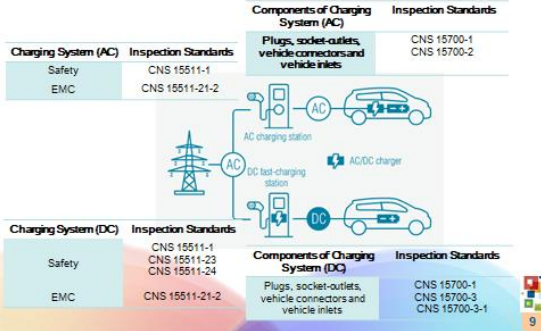 Components of Charging System (AC) Inspection Standards
Plugs, socket-outlets, vehicle connectors and vehicle inlets
CNS 15700-1
CNS 15700-2
Charging System (AC) Inspection Standards
Safety CNS 15511-1
EMC CNS 15511-21-2
AC
AC charging station
AC
AC/DC charger
DC fast-charging
station
DC
Charging System (DC) Inspection Standards
Safety
CNS 15511-1
CNS 15511-23
CNS 15511-24
EMC CNS 15511-21-2
Components of Charging System (DC) Inspection Standards
Plugs, socket-outlets, vehicle connectors and vehicle inlets
CNS 15700-1
CNS 15700-3
CNS 15700-3-1
9